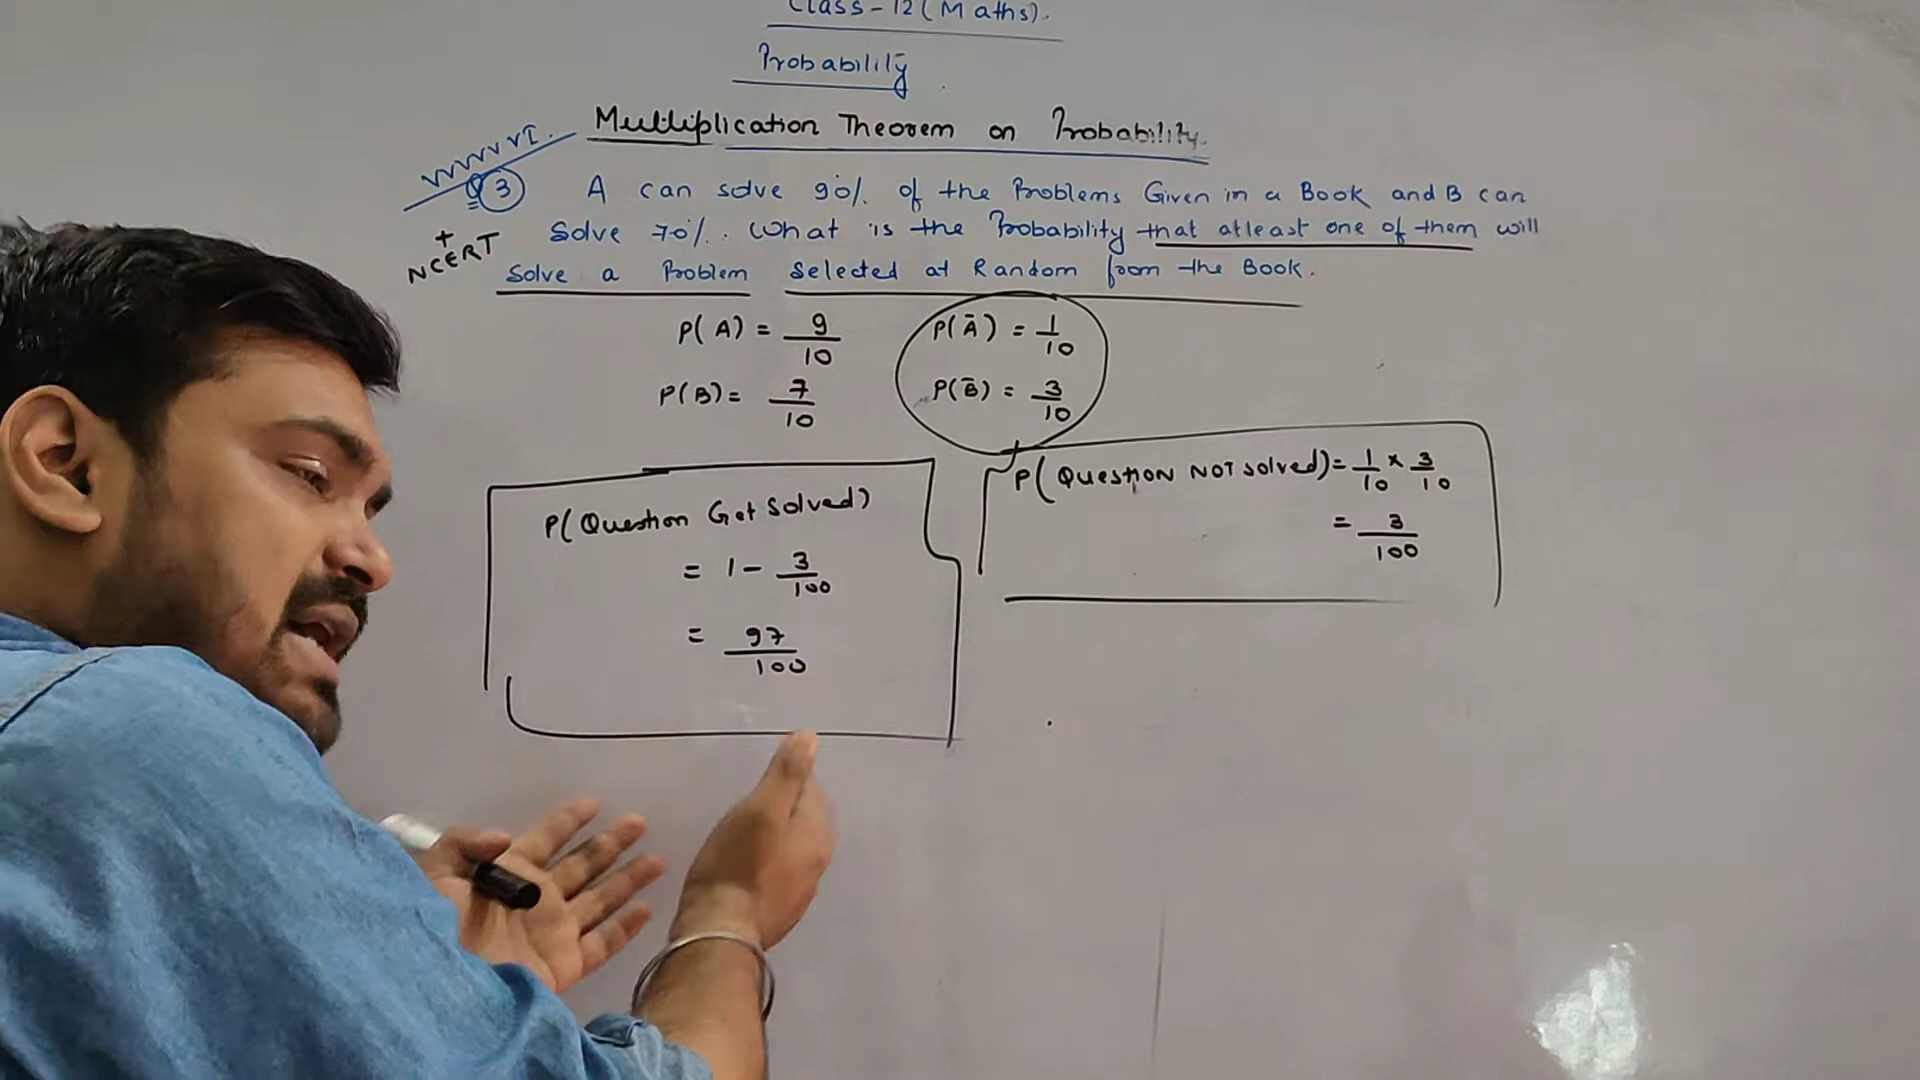 Class-12 (Maths).
Probability
Multiplication Theorem on Probability.
VVVVVI.
Q 3 A can solve 90% of the Problems Given in a Book and B can
+ NCERT Solve 70%. What is the Probability that atleast one of them will
Solve a Problem Selected at Random from the Book.
P(A) = 9/10 P(Ā) = 1/10
P(B) = 7/10 P(B̄) = 3/10
P(Question NOT solved) = 1/10 × 3/10
= 3/100
P(Question Get Solved)
= 1 - 3/100
= 97/100